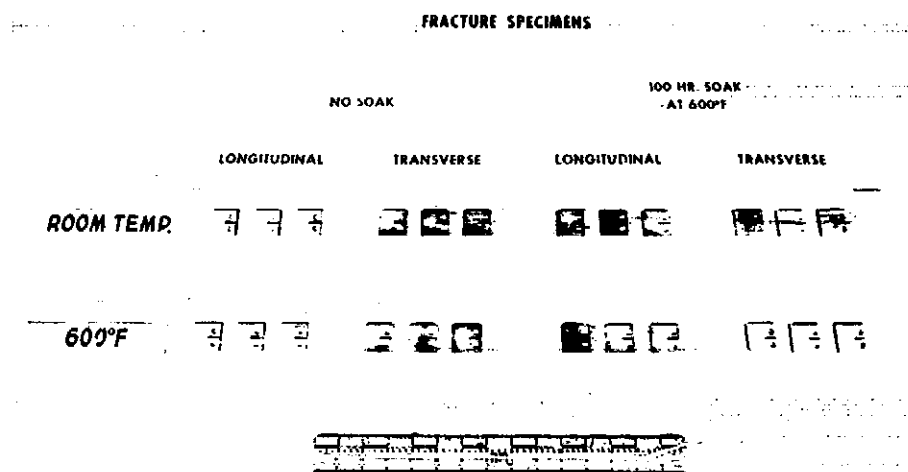 FRACTURE SPECIMENS
NO SOAK
100 HR. SOAK
AT 600°F
LONGITUDINAL TRANSVERSE LONGITUDINAL TRANSVERSE
ROOM TEMP.
600°F